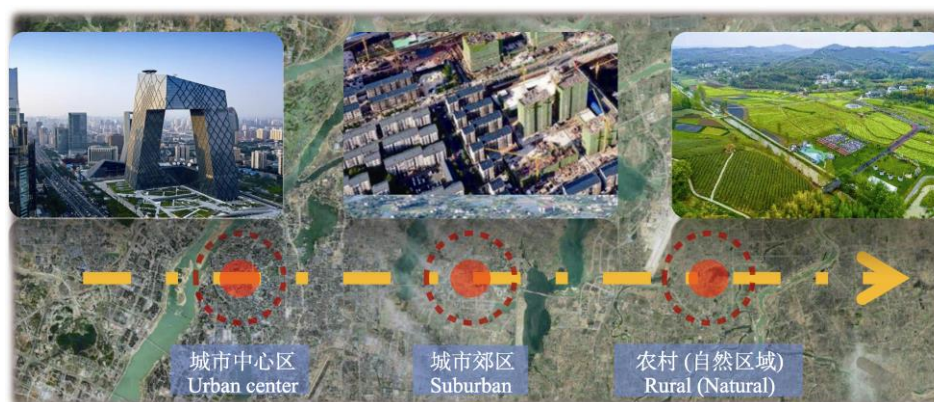 城市中心区
Urban center
城市郊区
Suburban
农村 (自然区域)
Rural (Natural)